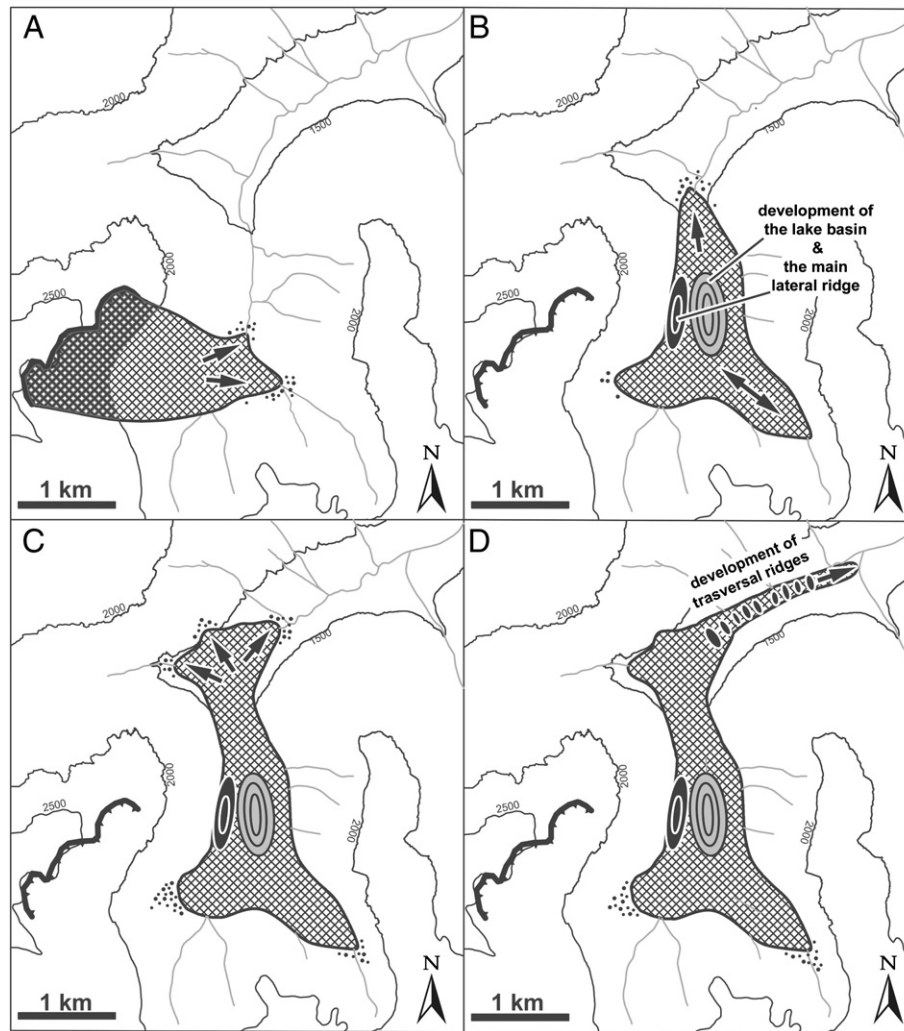 A
2000
1500
2000
2500
2000
N
1 km
B
2000
1500
development of
the lake basin
&
the main
lateral ridge
2000
2500
2000
N
1 km
C
2000
1500
2000
2500
2000
N
1 km
D
development of
trasversal ridges
2000
1500
2000
2500
2000
N
1 km